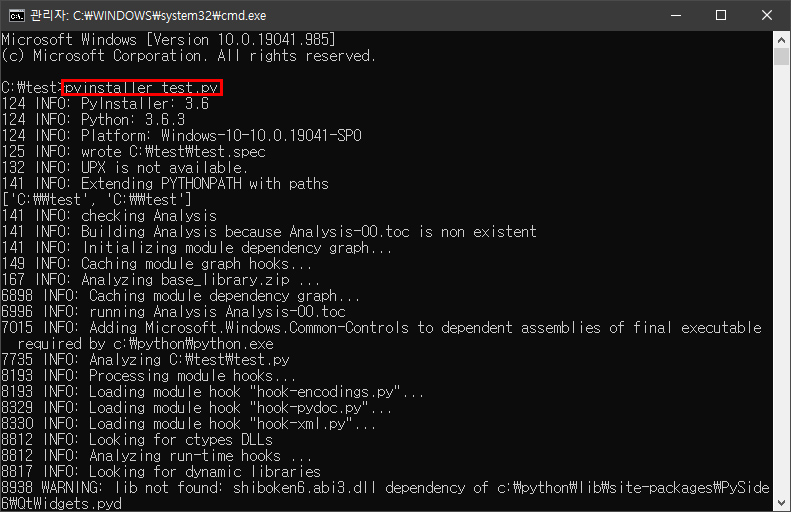 관리자: C:₩WINDOWS₩system32₩cmd.exe
Microsoft Windows [Version 10.0.19041.985]
(c) Microsoft Corporation. All rights reserved.
C:₩test>pyinstaller test.py
124 INFO: PyInstaller: 3.6
124 INFO: Python: 3.6.3
124 INFO: Platform: Windows-10-10.0.19041-SP0
125 INFO: wrote C:₩test₩test.spec
132 INFO: UPX is not available.
141 INFO: Extending PYTHONPATH with paths
['C:₩₩test', 'C:₩₩test']
141 INFO: checking Analysis
141 INFO: Building Analysis because Analysis-00.toc is non existent
141 INFO: Initializing module dependency graph...
149 INFO: Caching module graph hooks...
167 INFO: Analyzing base_library.zip ...
6898 INFO: Caching module dependency graph...
6996 INFO: running Analysis Analysis-00.toc
7015 INFO: Adding Microsoft.Windows.Common-Controls to dependent assemblies of final executable
required by c:₩python₩python.exe
7735 INFO: Analyzing C:₩test₩test.py
8193 INFO: Processing module hooks...
8193 INFO: Loading module hook "hook-encodings.py"...
8329 INFO: Loading module hook "hook-pydoc.py"...
8330 INFO: Loading module hook "hook-xml.py"...
8812 INFO: Looking for ctypes DLLs
8812 INFO: Analyzing run-time hooks ...
8817 INFO: Looking for dynamic libraries
8938 WARNING: lib not found: shiboken6.abi3.dll dependency of c:₩python₩lib₩site-packages₩PySide
6₩QtWidgets.pyd